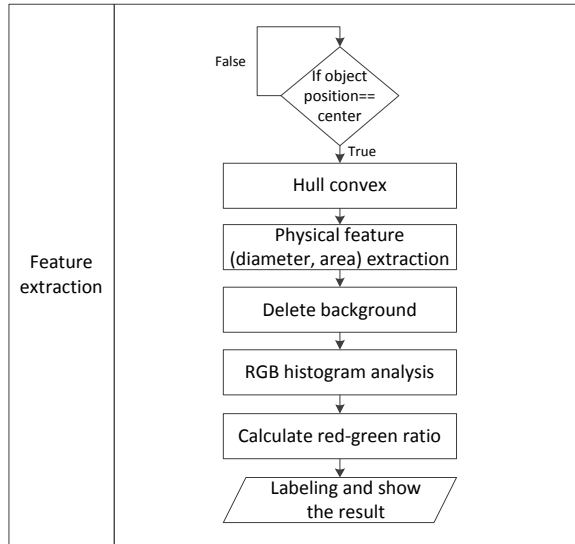 False
If object
position==
center
True
Hull convex
Physical feature
(diameter, area) extraction
Feature
extraction
Delete background
RGB histogram analysis
Calculate red-green ratio
Labeling and show
the result